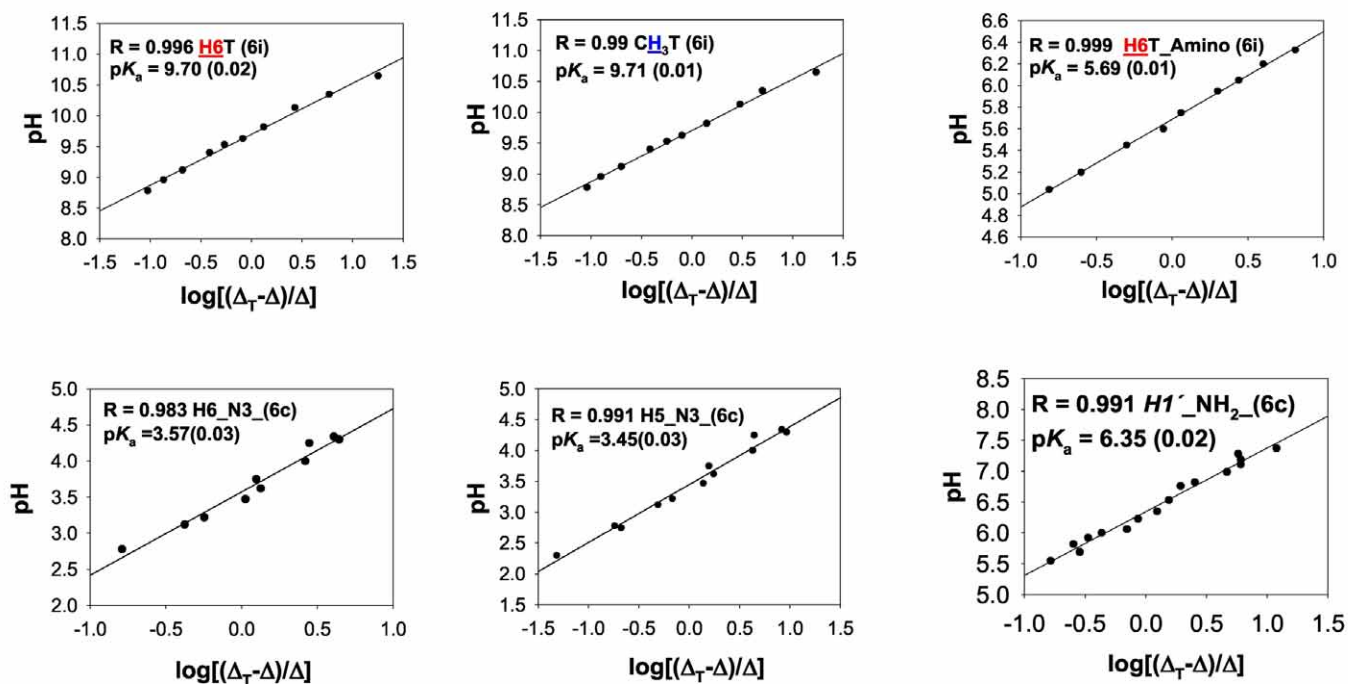 R = 0.996 H6T (6i)
pKa = 9.70 (0.02)
pH
11.5
11.0
10.5
10.0
9.5
9.0
8.5
8.0
-1.5 -1.0 -0.5 0.0 0.5 1.0 1.5
log[(ΔT-Δ)/Δ]
R = 0.99 CH3T (6i)
pKa = 9.71 (0.01)
pH
11.5
11.0
10.5
10.0
9.5
9.0
8.5
8.0
-1.5 -1.0 -0.5 0.0 0.5 1.0 1.5
log[(ΔT-Δ)/Δ]
R = 0.999 H6T_Amino (6i)
pKa = 5.69 (0.01)
pH
6.6
6.4
6.2
6.0
5.8
5.6
5.4
5.2
5.0
4.8
4.6
-1.0 -0.5 0.0 0.5 1.0
log[(ΔT-Δ)/Δ]
R = 0.983 H6_N3_(6c)
pKa =3.57(0.03)
pH
5.0
4.5
4.0
3.5
3.0
2.5
2.0
-1.0 -0.5 0.0 0.5 1.0
log[(ΔT-Δ)/Δ]
R = 0.991 H5_N3_(6c)
pKa =3.45(0.03)
pH
5.0
4.5
4.0
3.5
3.0
2.5
2.0
1.5
-1.5 -1.0 -0.5 0.0 0.5 1.0 1.5
log[(ΔT-Δ)/Δ]
R = 0.991 H1´_NH2_(6c)
pKa = 6.35 (0.02)
pH
8.5
8.0
7.5
7.0
6.5
6.0
5.5
5.0
-1.0 -0.5 0.0 0.5 1.0 1.5
log[(ΔT-Δ)/Δ]